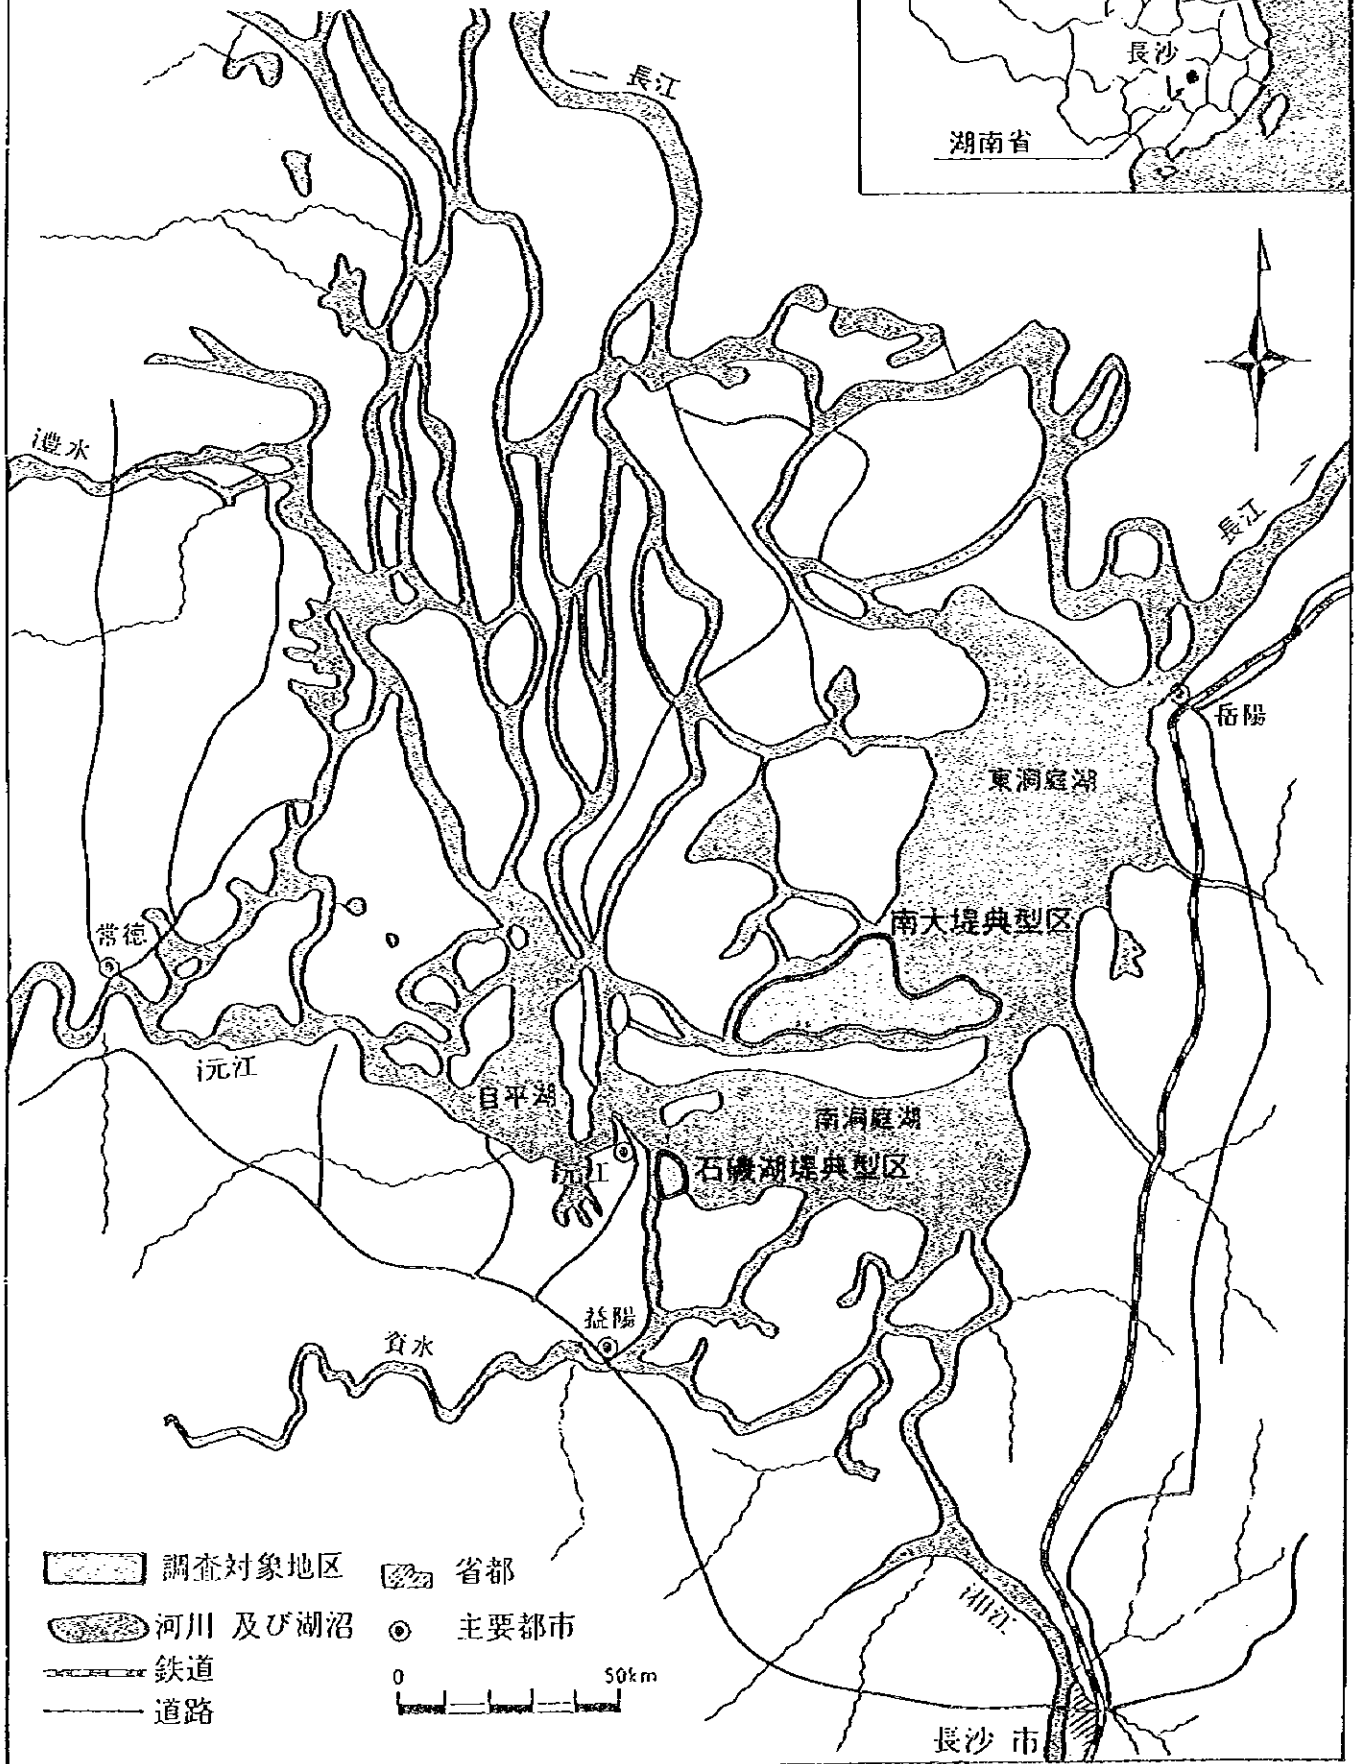 長沙
湖南省
長江
澧水
長江
岳陽
東洞庭湖
南大堤典型区
常徳
沅江
目平湖
南洞庭湖
沅江
石磯湖堤典型区
益陽
資水
湘江
長沙市
調査対象地区
省都
河川 及び湖沼
主要都市
鉄道
道路
0 50km